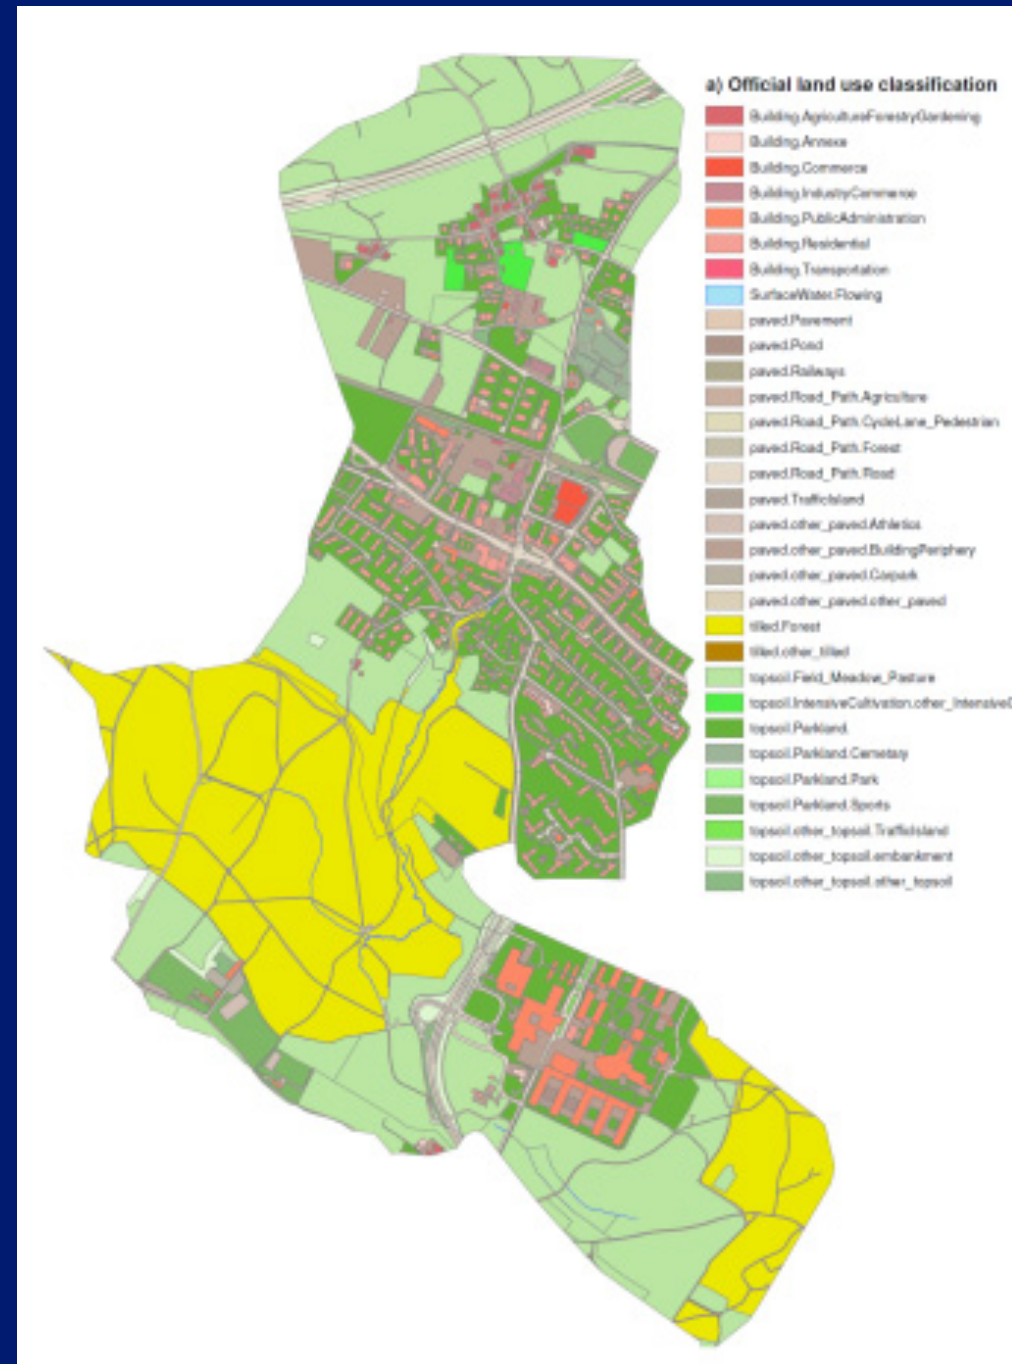 a) Official land use classification
Building.AgricultureForestryGardening
Building.Annexe
Building.Commerce
Building.IndustryCommerce
Building.PublicAdministration
Building.Residential
Building.Transportation
SurfaceWater.Flowing
paved.Pavement
paved.Pond
paved.Railways
paved.Road_Path.Agriculture
paved.Road_Path.CycleLane_Pedestrian
paved.Road_Path.Forest
paved.Road_Path.Road
paved.TrafficIsland
paved.other_paved.Athletics
paved.other_paved.BuildingPeriphery
paved.other_paved.Carpark
paved.other_paved.other_paved
tilled.Forest
tilled.other_tilled
topsoil.Field_Meadow_Pasture
topsoil.IntensiveCultivation.other_Intensive
topsoil.Parkland.
topsoil.Parkland.Cemetary
topsoil.Parkland.Park
topsoil.Parkland.Sports
topsoil.other_topsoil.TrafficIsland
topsoil.other_topsoil.embankment
topsoil.other_topsoil.other_topsoil